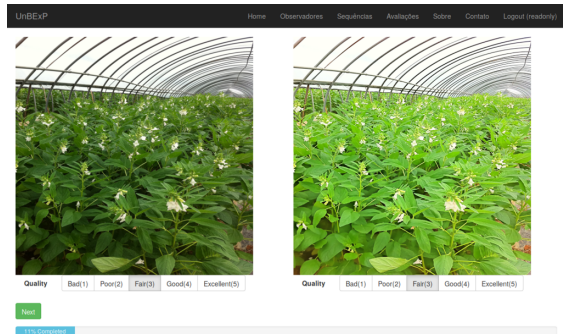 UnBExP Home Observadores Sequências Avaliações Sobre Contato Logout (readonly)
Quality Bad(1) Poor(2) Fair(3) Good(4) Excellent(5) Quality Bad(1) Poor(2) Fair(3) Good(4) Excellent(5)
Next
11% Completed